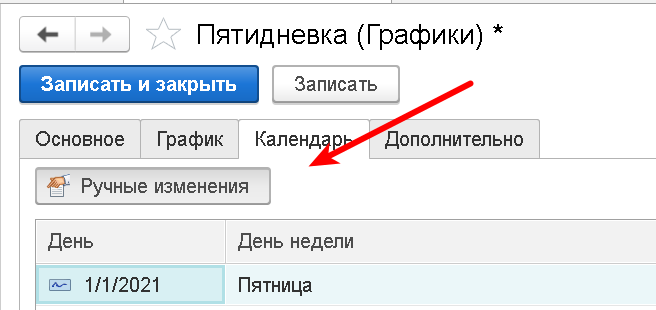 Пятидневка (Графики) *
Записать и закрыть Записать
Основное График Календарь Дополнительно
Ручные изменения
День День недели
1/1/2021 Пятница